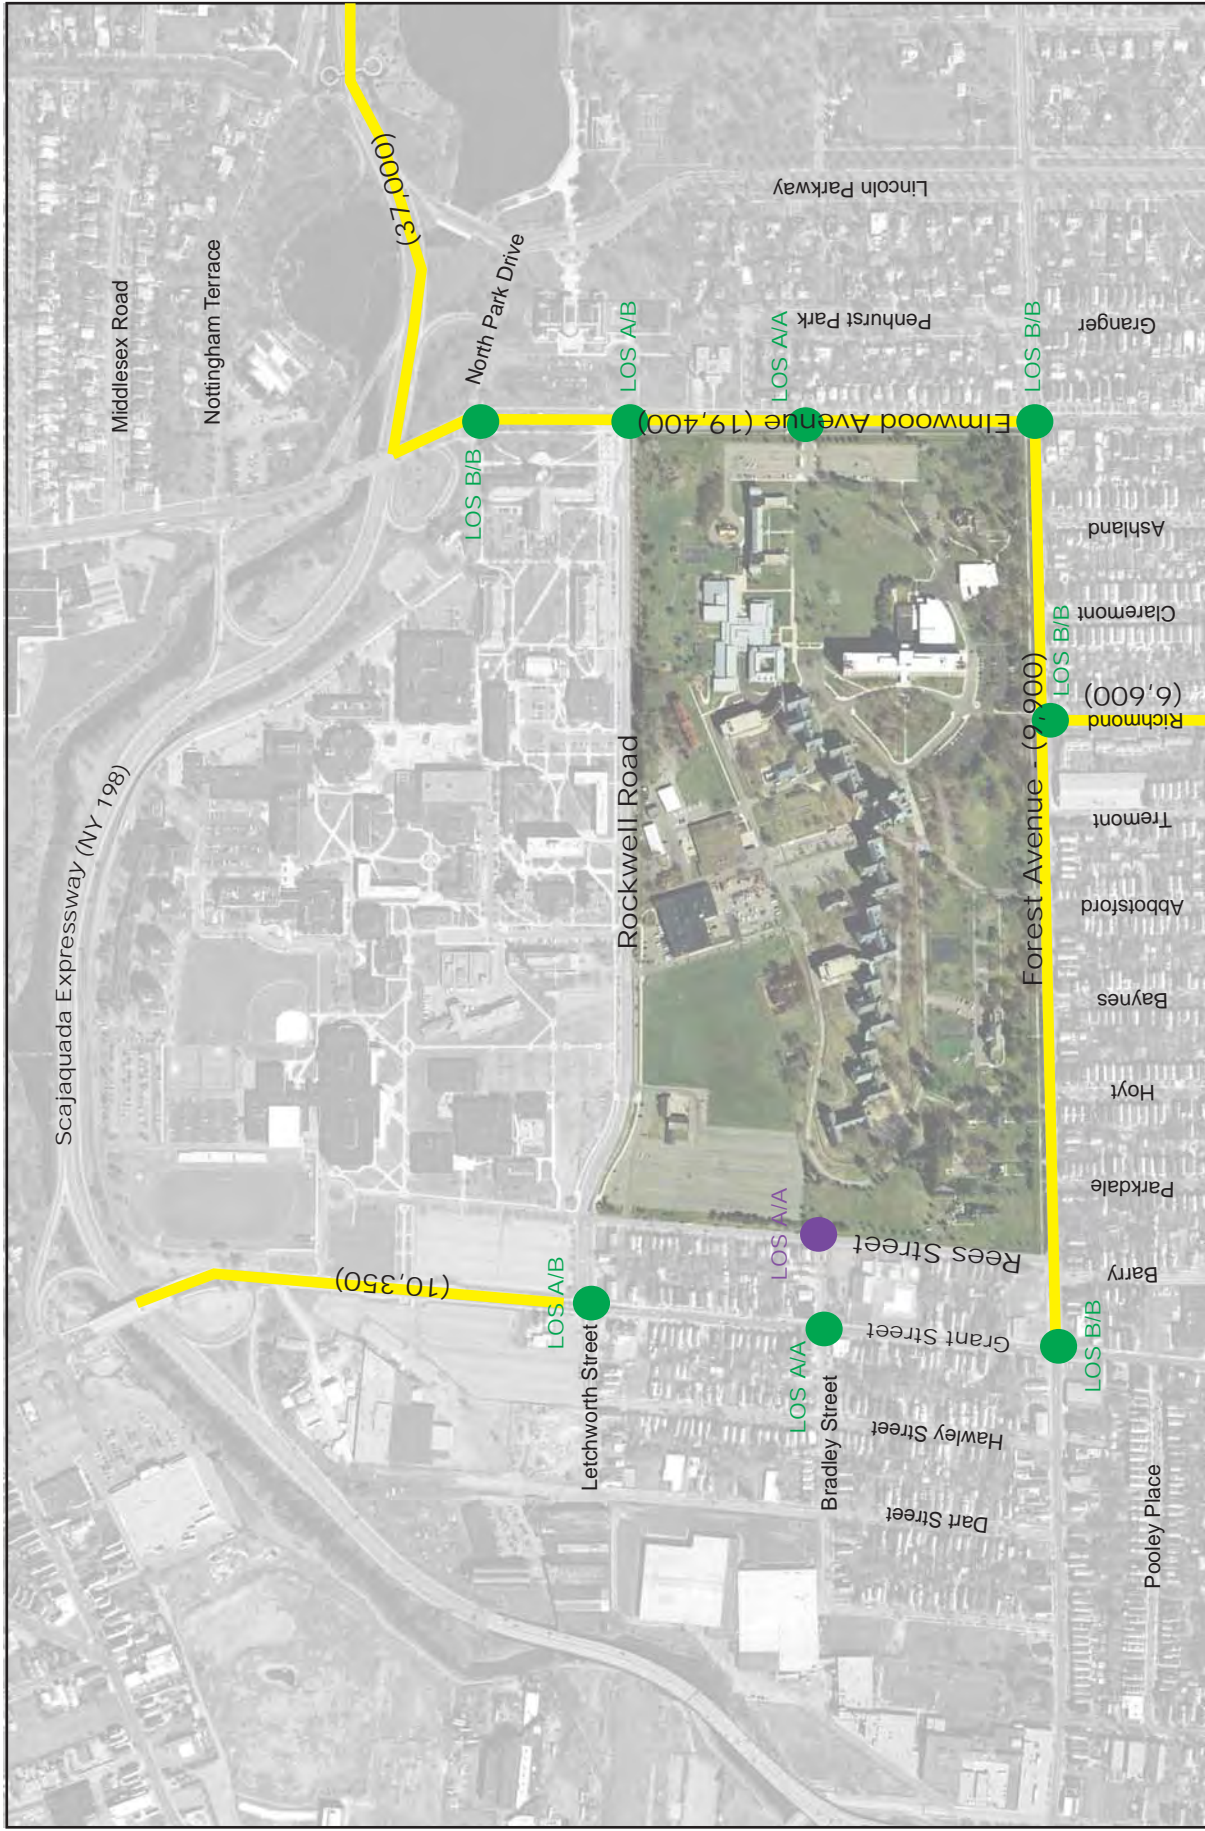 Middlesex Road
Nottingham Terrace
(37,000)
North Park Drive
Lincoln Parkway
LOS A/B
LOS A/A
Penhurst Park
LOS B/B
Granger
LOS B/B
Elmwood Avenue (19,400)
Ashland
Claremont
LOS B/B
(6,600)
Richmond
Scajaquada Expressway (NY 198)
Rockwell Road
Forest Avenue - (9,900)
Tremont
Abbotsford
Baynes
Hoyt
Parkdale
Barry
LOS A/A
Rees Street
(10,350)
LOS A/B
Letchworth Street
LOS A/A
Bradley Street
Grant Street
LOS B/B
Hawley Street
Dart Street
Pooley Place